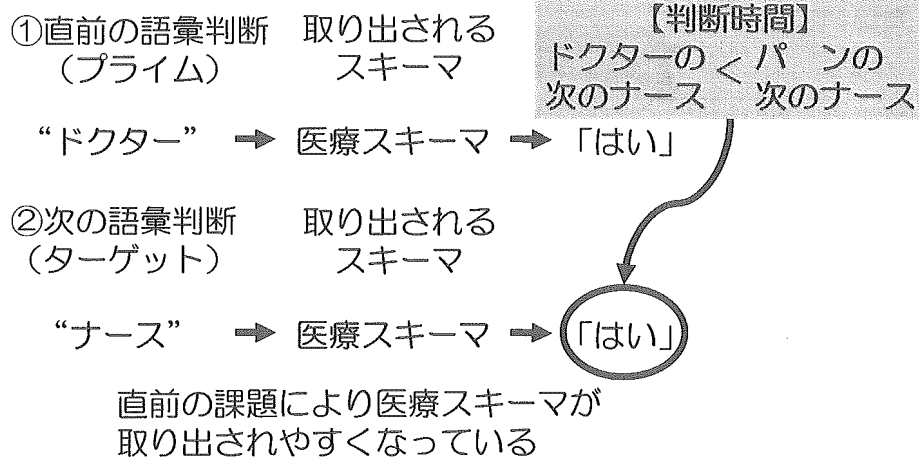 ①直前の語彙判断 取り出される
（プライム） スキーマ
【判断時間】
ドクターの < パ　ンの
次のナース 次のナース
“ドクター” ➡ 医療スキーマ ➡ 「はい」
②次の語彙判断 取り出される
（ターゲット） スキーマ
“ナース” ➡ 医療スキーマ ➡ 「はい」
直前の課題により医療スキーマが
取り出されやすくなっている